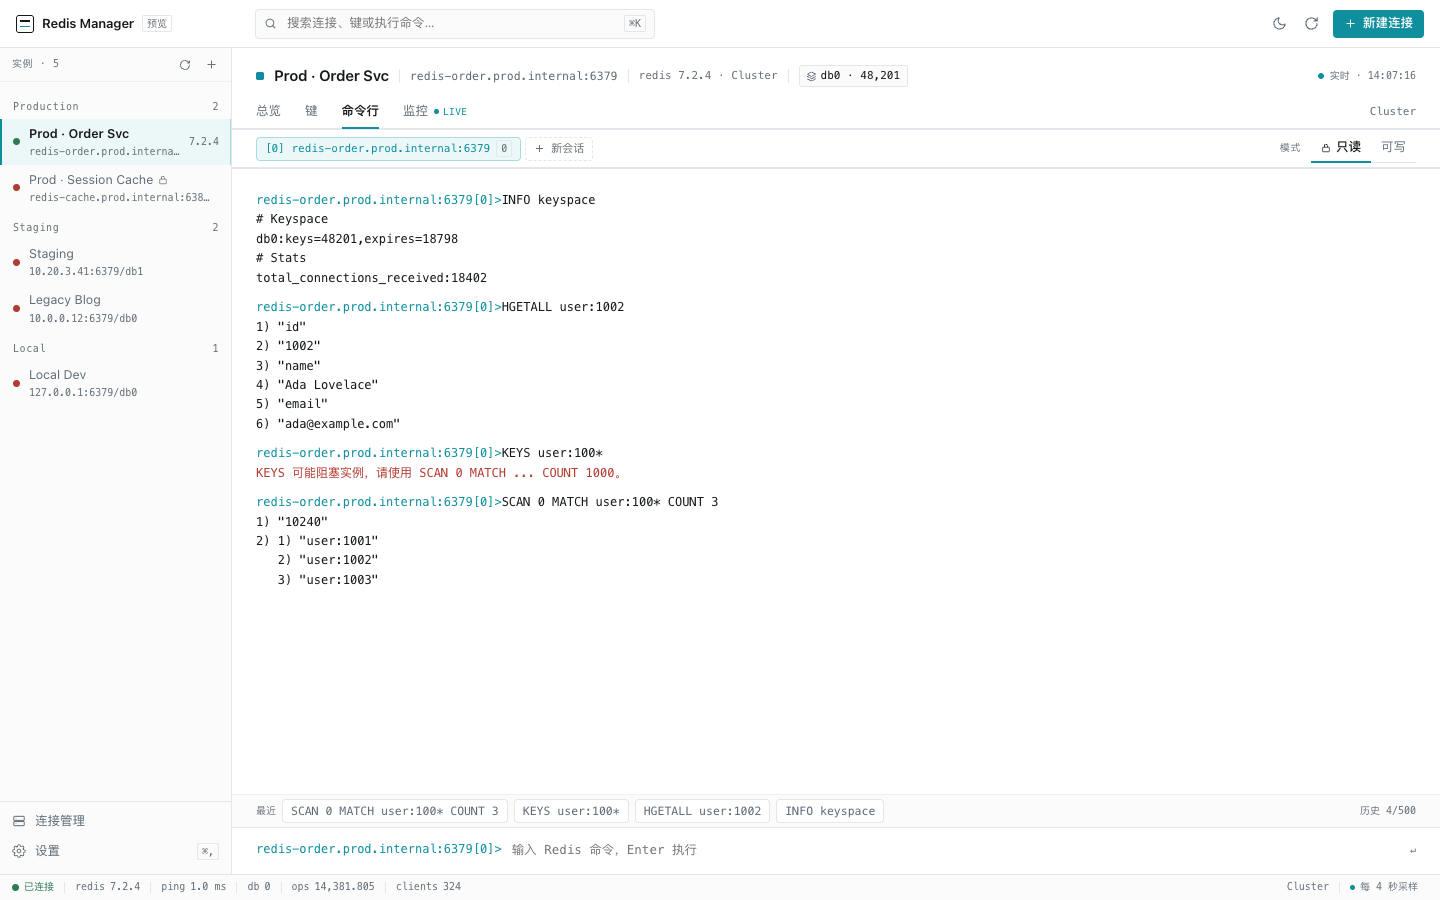 Redis Manager 预览
搜索连接、键或执行命令... ⌘K
新建连接
实例 · 5
Production 2
Prod · Order Svc
redis-order.prod.interna… 7.2.4
Prod · Session Cache
redis-cache.prod.internal:638…
Staging 2
Staging
10.20.3.41:6379/db1
Legacy Blog
10.0.0.12:6379/db0
Local 1
Local Dev
127.0.0.1:6379/db0
连接管理
设置 ⌘,
Prod · Order Svc redis-order.prod.internal:6379 redis 7.2.4 · Cluster db0 · 48,201 实时 · 14:07:16
总览 键 命令行 监控 LIVE Cluster
[0] redis-order.prod.internal:6379 0 + 新会话 模式 只读 可写
redis-order.prod.internal:6379[0]>INFO keyspace
# Keyspace
db0:keys=48201,expires=18798
# Stats
total_connections_received:18402
redis-order.prod.internal:6379[0]>HGETALL user:1002
1) "id"
2) "1002"
3) "name"
4) "Ada Lovelace"
5) "email"
6) "ada@example.com"
redis-order.prod.internal:6379[0]>KEYS user:100*
KEYS 可能阻塞实例，请使用 SCAN 0 MATCH ... COUNT 1000。
redis-order.prod.internal:6379[0]>SCAN 0 MATCH user:100* COUNT 3
1) "10240"
2) 1) "user:1001"
2) "user:1002"
3) "user:1003"
最近 SCAN 0 MATCH user:100* COUNT 3 KEYS user:100* HGETALL user:1002 INFO keyspace 历史 4/500
redis-order.prod.internal:6379[0]> 输入 Redis 命令，Enter 执行 ↵
已连接 redis 7.2.4 ping 1.0 ms db 0 ops 14,381.805 clients 324 Cluster 每 4 秒采样